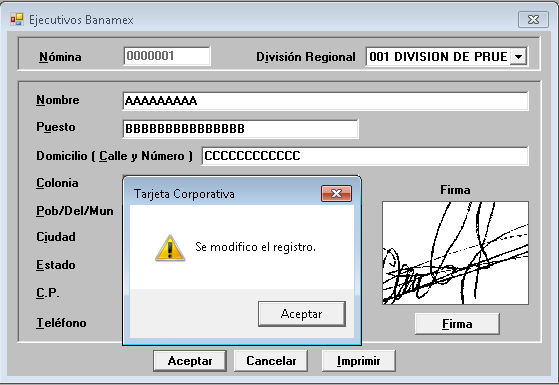 Ejecutivos Banamex
Nómina 0000001 División Regional 001 DIVISION DE PRUE
Nombre AAAAAAAAA
Puesto BBBBBBBBBBBBBBB
Domicilio ( Calle y Número ) CCCCCCCCCCCC
Colonia
Tarjeta Corporativa
Firma
Pob/Del/Mun
Ciudad
Se modifico el registro.
Estado
C.P.
Aceptar
Teléfono
Firma
Aceptar Cancelar Imprimir